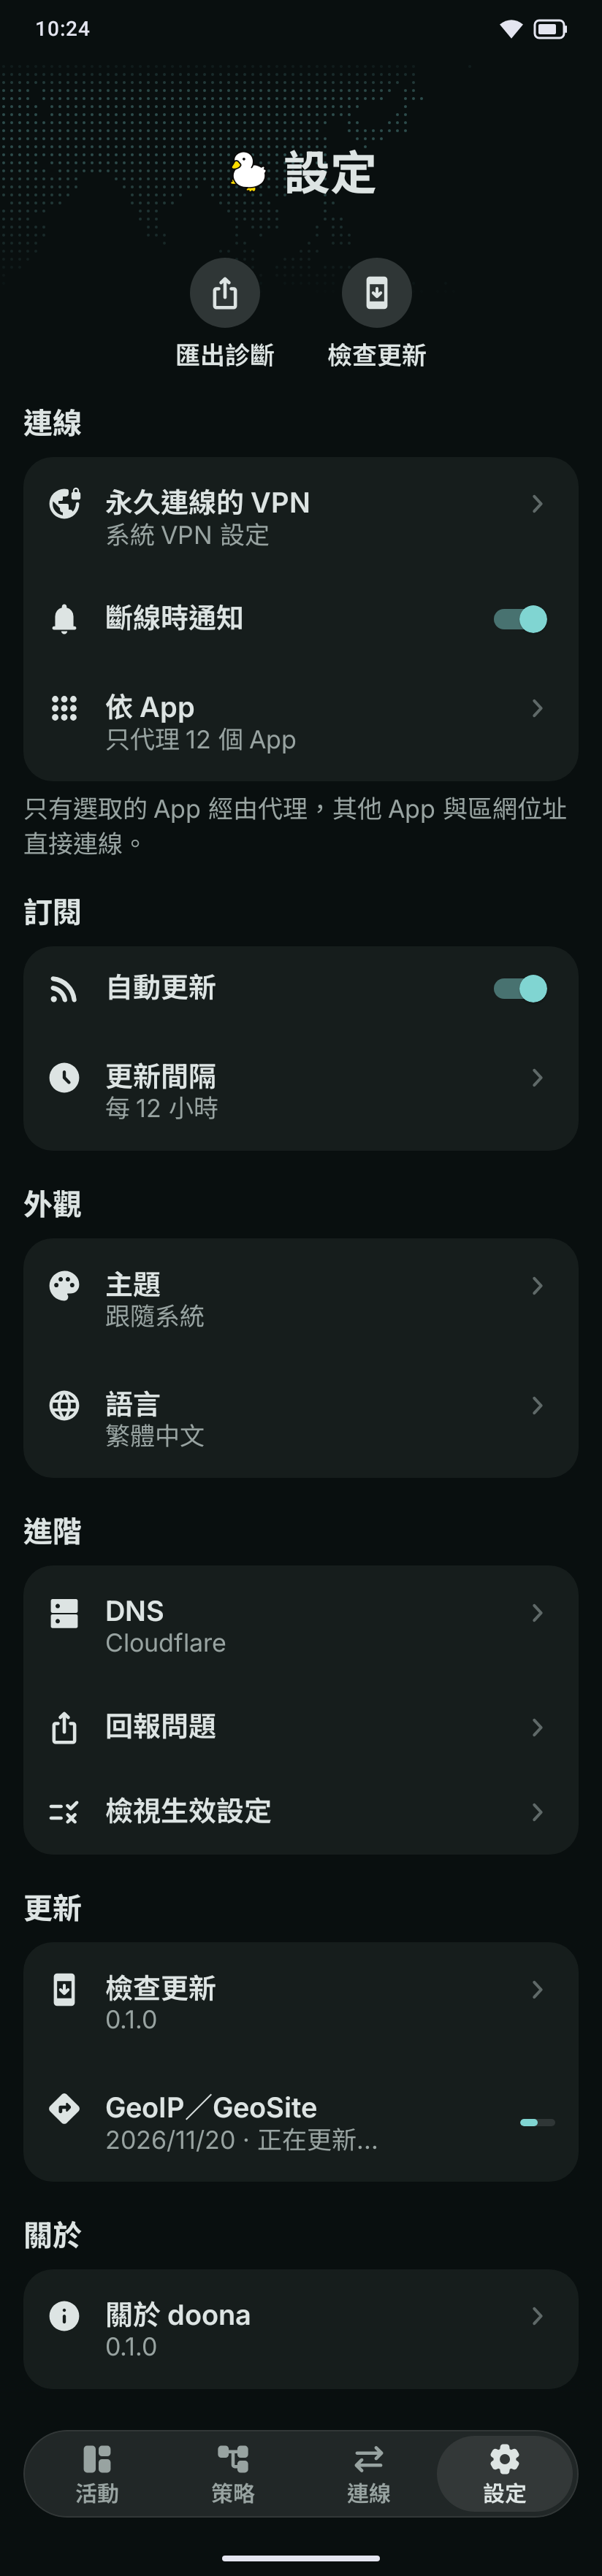 10:24
設定
匯出診斷
檢查更新
連線
永久連線的 VPN
系統 VPN 設定
斷線時通知
依 App
只代理 12 個 App
只有選取的 App 經由代理，其他 App 與區網位址
直接連線。
訂閱
自動更新
更新間隔
每 12 小時
外觀
主題
跟隨系統
語言
繁體中文
進階
DNS
Cloudflare
回報問題
檢視生效設定
更新
檢查更新
0.1.0
GeoIP／GeoSite
2026/11/20 · 正在更新…
關於
關於 doona
0.1.0
活動
策略
連線
設定